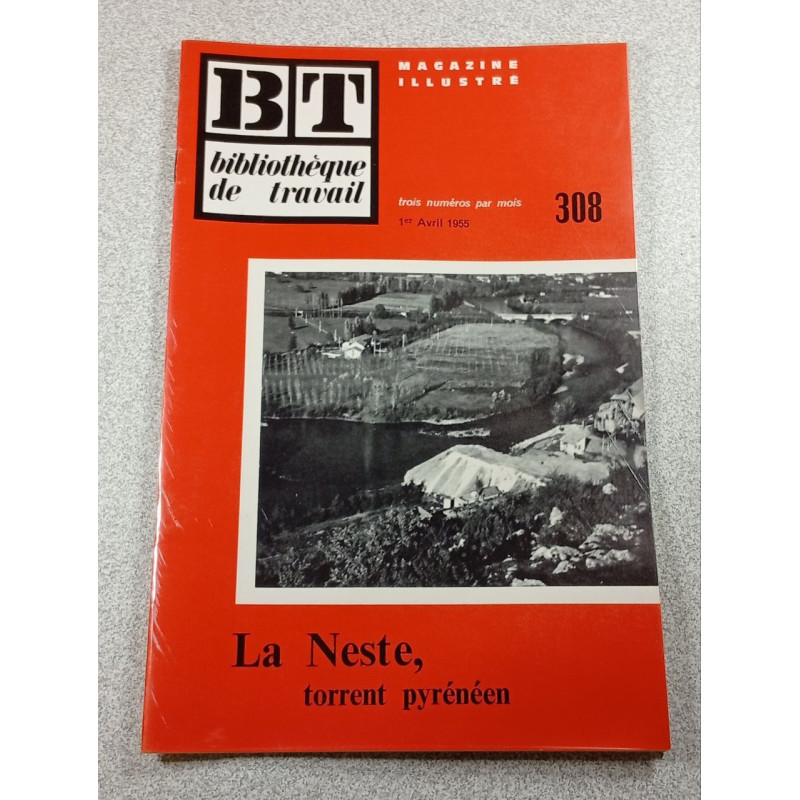 BT
bibliothèque
de travail
MAGAZINE
ILLUSTRÉ
trois numéros par mois
1er Avril 1955
308
La Neste,
torrent pyrénéen